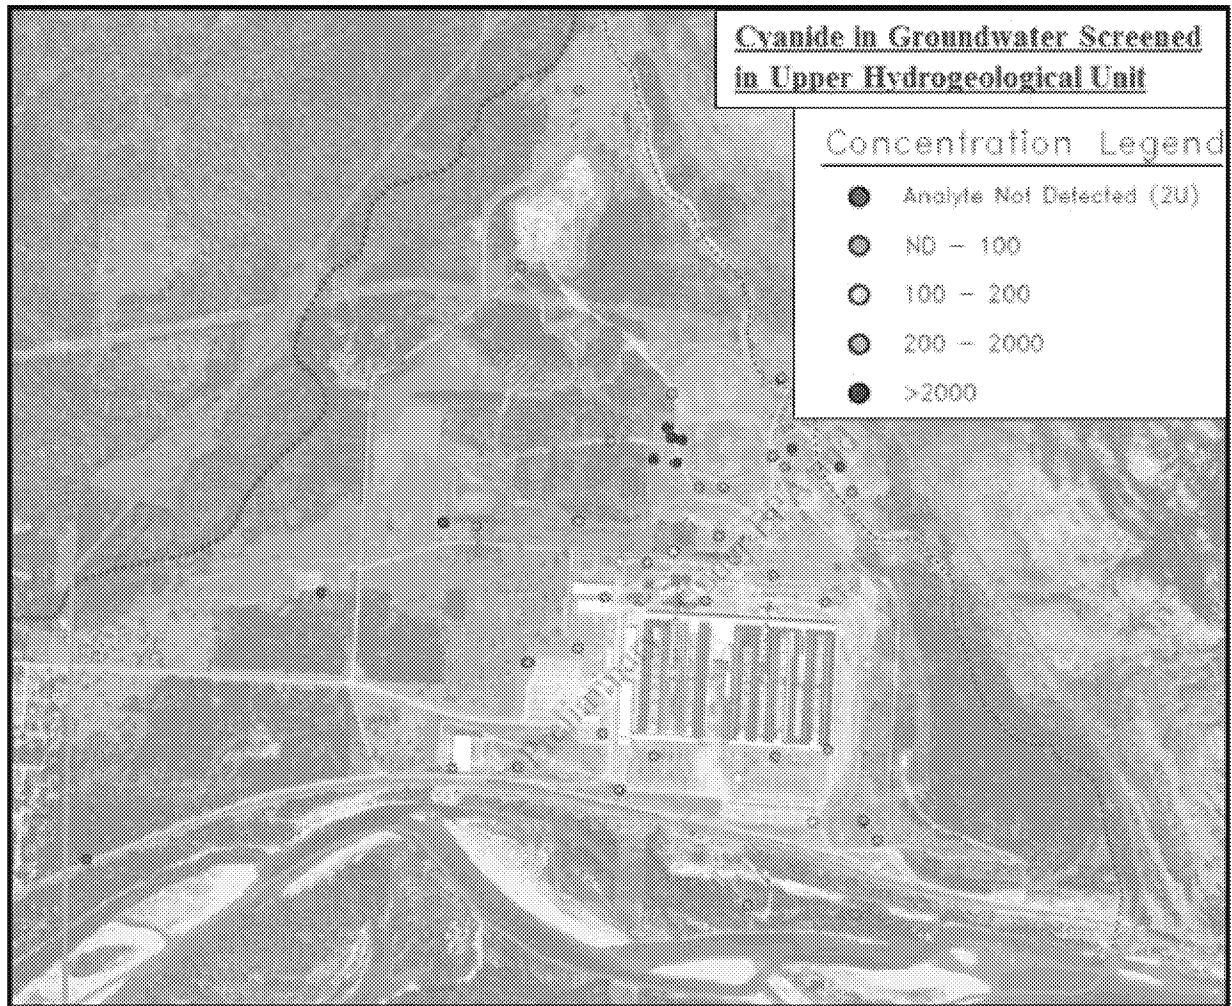 Cyanide in Groundwater Screened
in Upper Hydrogeological Unit
Concentration Legend
Analyte Not Detected (2U)
ND – 100
100 – 200
200 – 2000
>2000